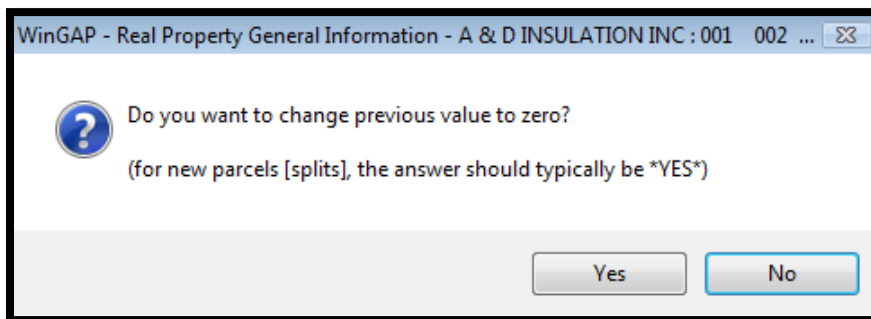 WinGAP - Real Property General Information - A & D INSULATION INC : 001 002 ...
Do you want to change previous value to zero?
(for new parcels [splits], the answer should typically be *YES*)
Yes No